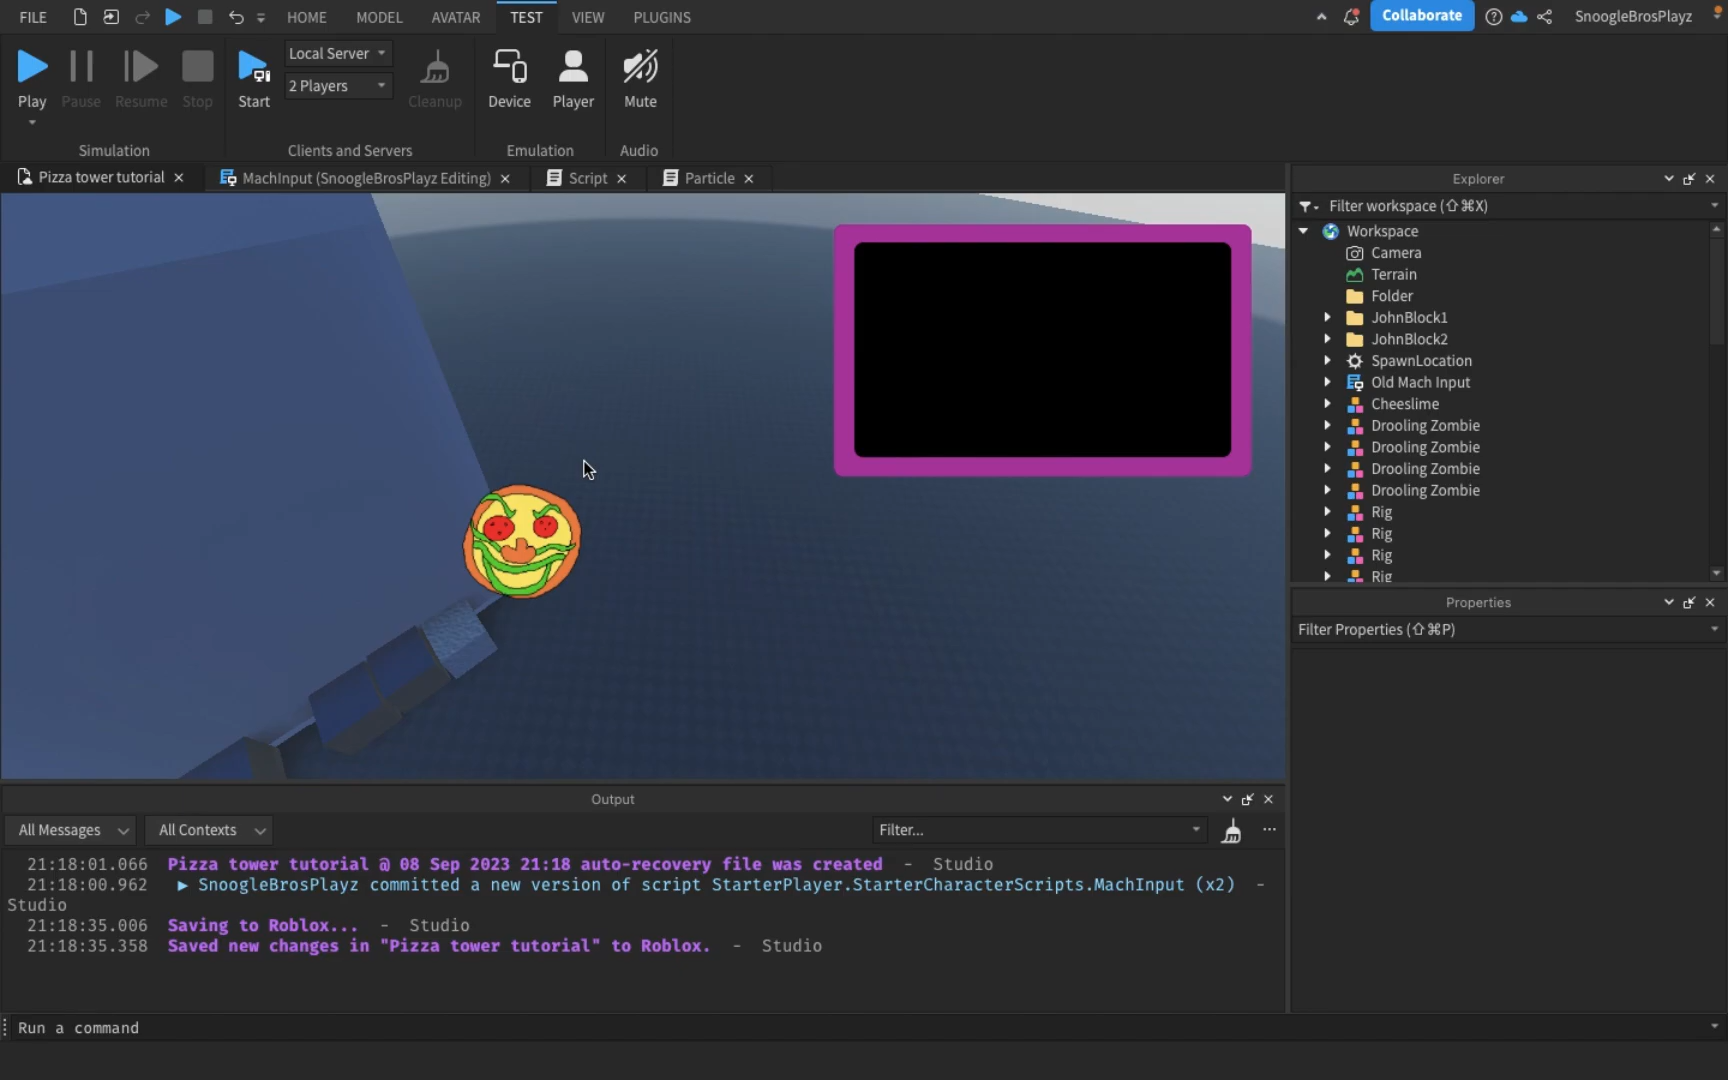 FILE HOME MODEL AVATAR TEST VIEW PLUGINS Collaborate SnoogleBrosPlayz
Play Pause Resume Stop Start Local Server 2 Players Cleanup Device Player Mute
Simulation Clients and Servers Emulation Audio
Pizza tower tutorial MachInput (SnoogleBrosPlayz Editing) Script Particle
Explorer
Filter workspace (⇧⌘X)
Workspace
Camera
Terrain
Folder
JohnBlock1
JohnBlock2
SpawnLocation
Old Mach Input
Cheeslime
Drooling Zombie
Drooling Zombie
Drooling Zombie
Drooling Zombie
Rig
Rig
Rig
Rig
Properties
Filter Properties (⇧⌘P)
Output
All Messages All Contexts Filter... ...
21:18:01.066 Pizza tower tutorial @ 08 Sep 2023 21:18 auto-recovery file was created - Studio
21:18:00.962 ▶ SnoogleBrosPlayz committed a new version of script StarterPlayer.StarterCharacterScripts.MachInput (x2) -
Studio
21:18:35.006 Saving to Roblox... - Studio
21:18:35.358 Saved new changes in "Pizza tower tutorial" to Roblox. - Studio
Run a command